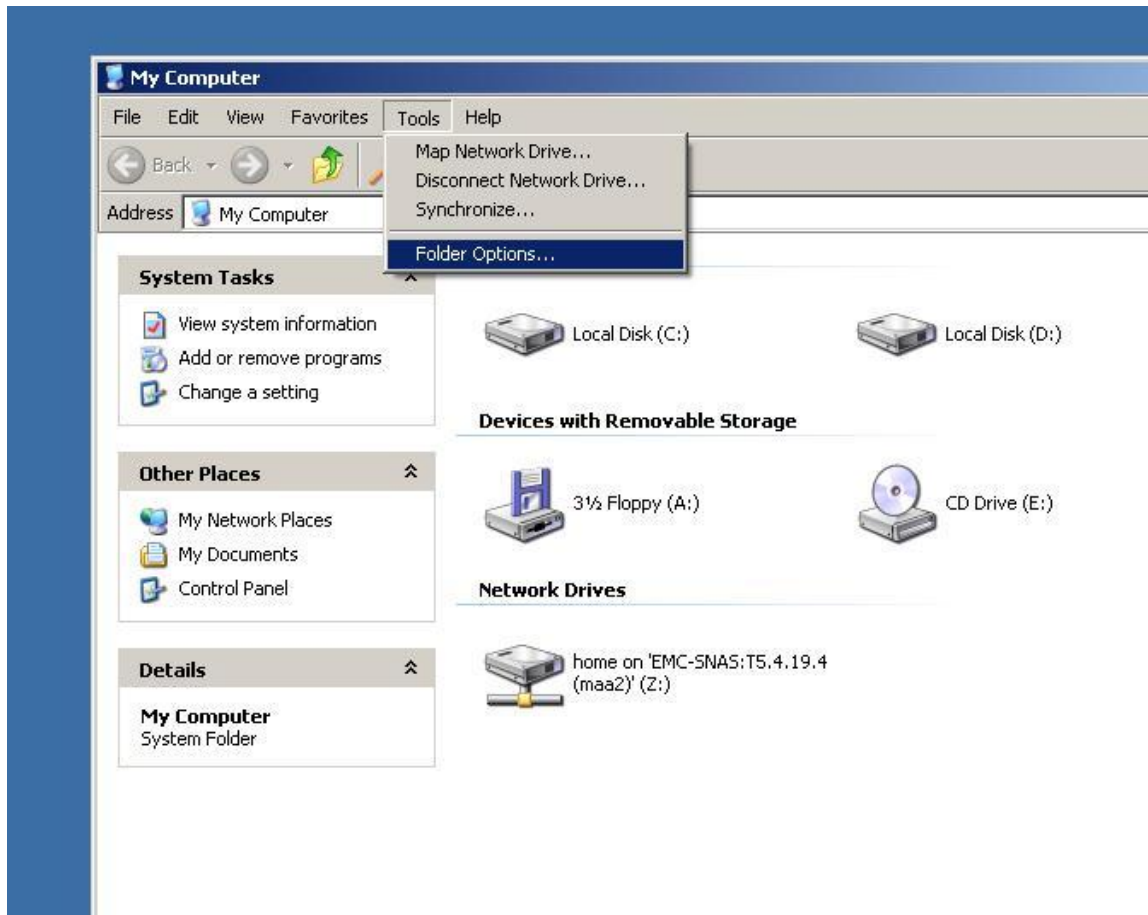 My Computer
File Edit View Favorites Tools Help
Back
Map Network Drive...
Disconnect Network Drive...
Synchronize...
Folder Options...
Address My Computer
System Tasks
View system information
Add or remove programs
Change a setting
Other Places
My Network Places
My Documents
Control Panel
Details
My Computer
System Folder
Local Disk (C:)
Local Disk (D:)
Devices with Removable Storage
3½ Floppy (A:)
CD Drive (E:)
Network Drives
home on 'EMC-SNAS:T5.4.19.4
(maa2)' (Z:)